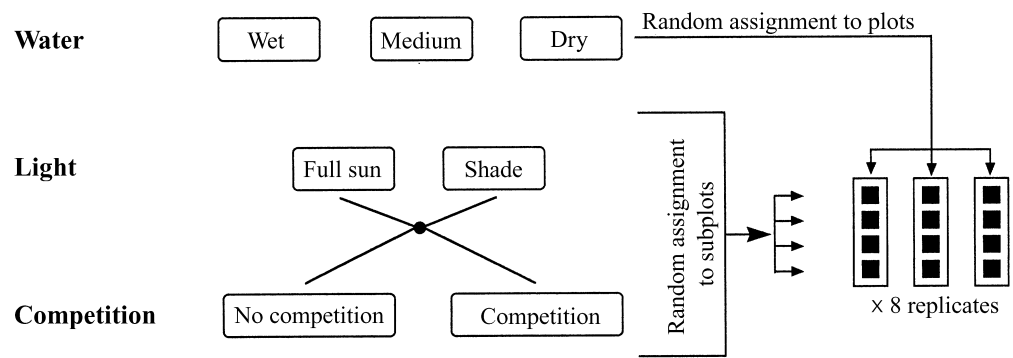 Water
Wet
Medium
Dry
Random assignment to plots
Light
Full sun
Shade
Competition
No competition
Competition
Random assignment
to subplots
× 8 replicates